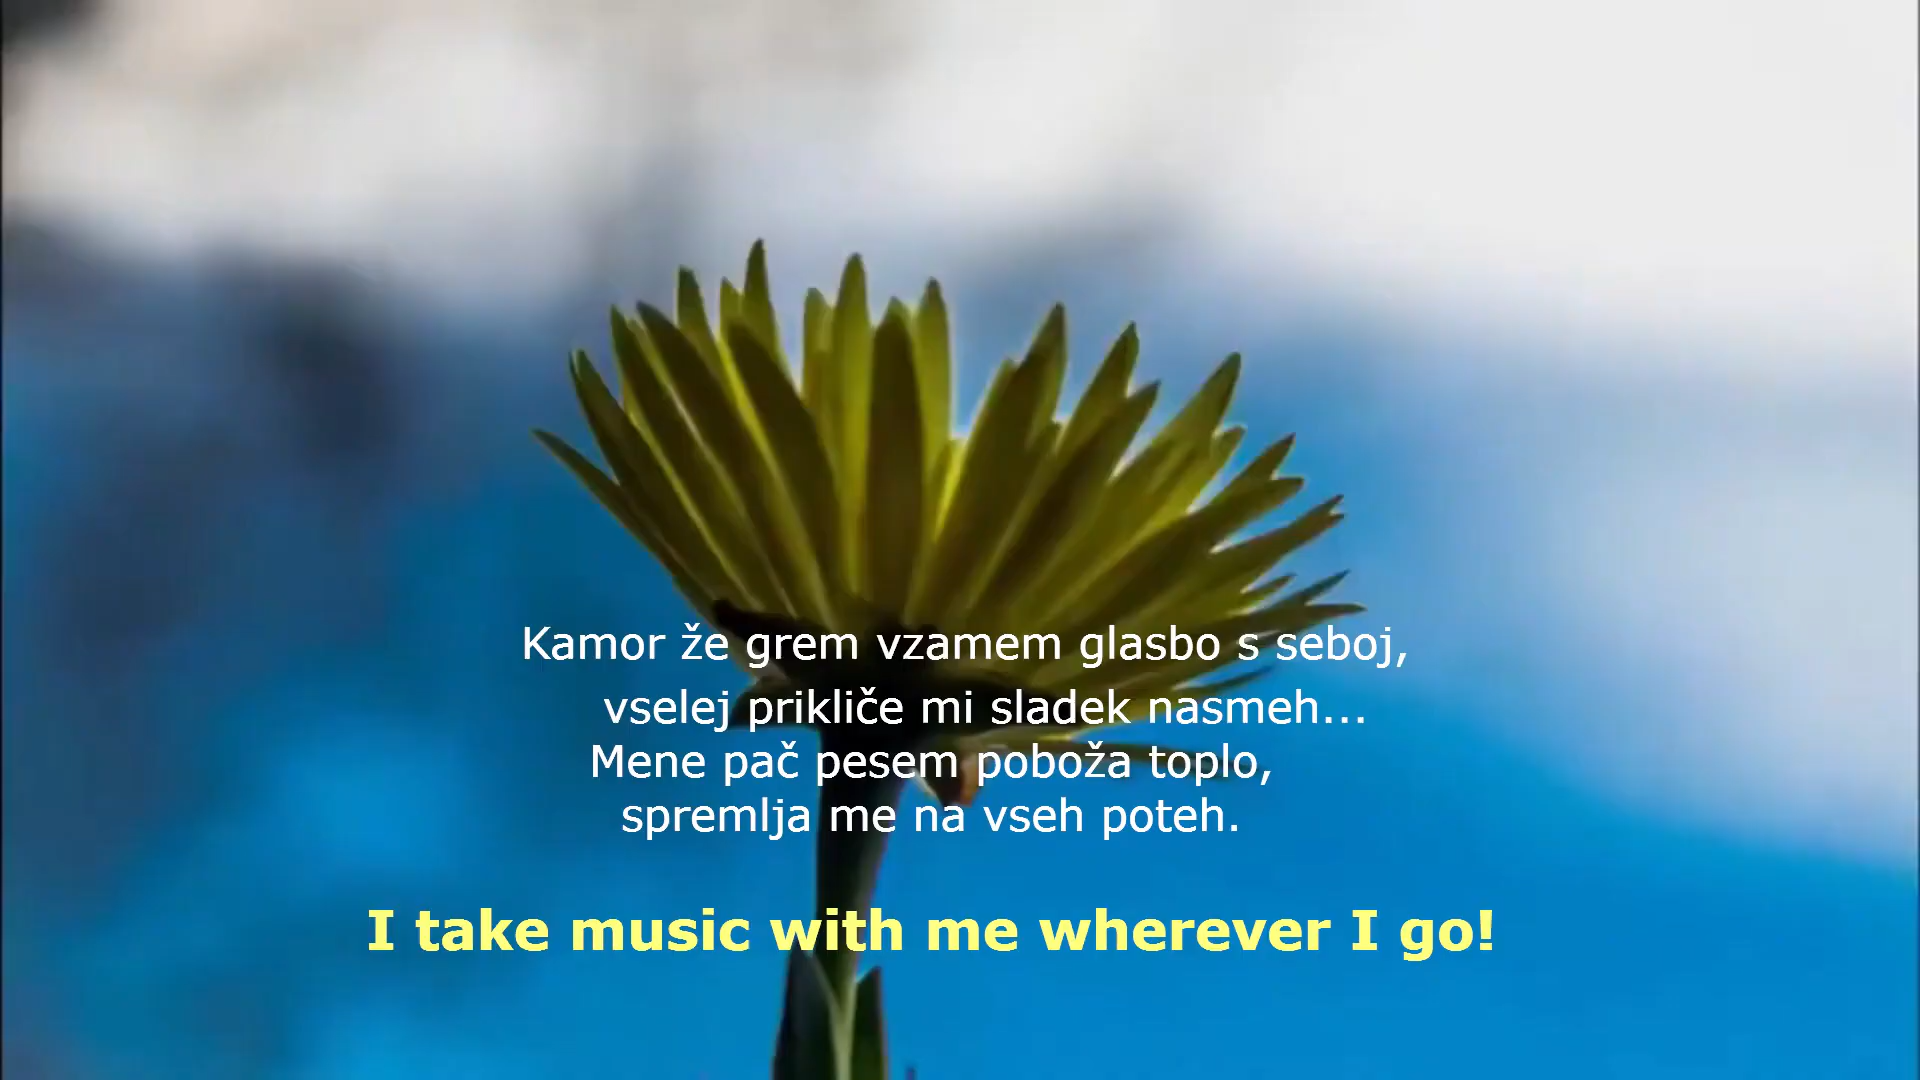 Kamor že grem vzamem glasbo s seboj,
vselej prikliče mi sladek nasmeh...
Mene pač pesem poboža toplo,
spremlja me na vseh poteh.
I take music with me wherever I go!